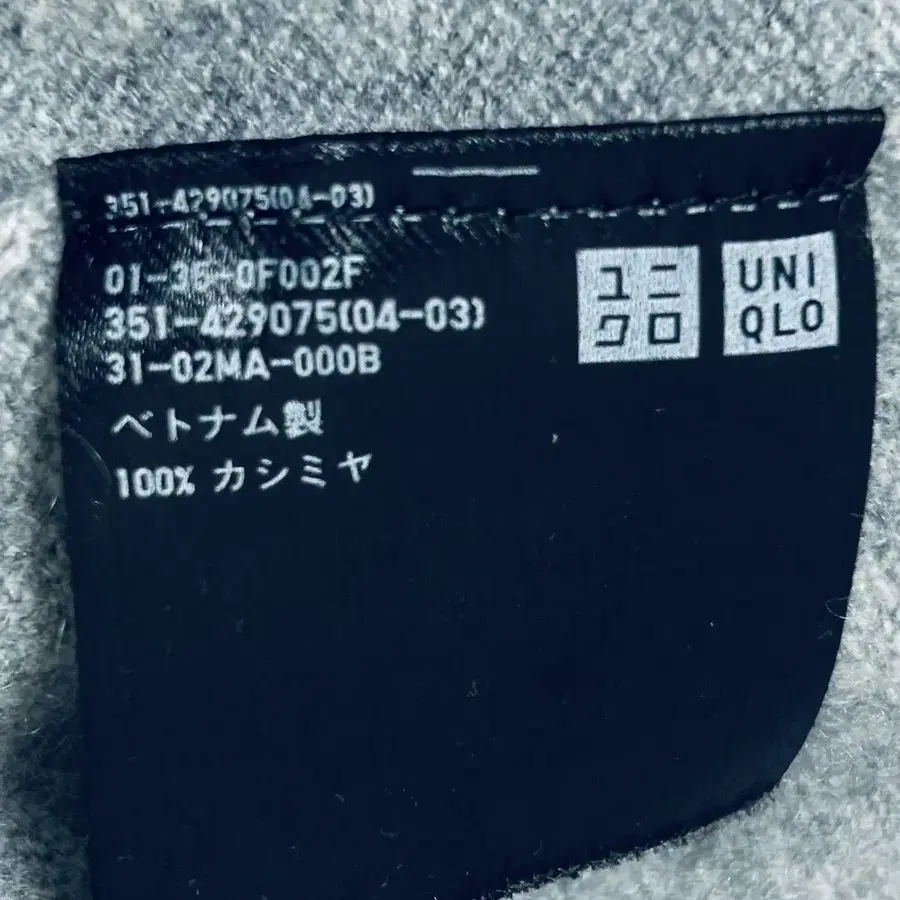 351-429075(04-03)
01-36-0F002F
351-429075(04-03)
31-02MA-000B
ベトナム製
100% カシミヤ
ユニ
クロ
UNI
QLO